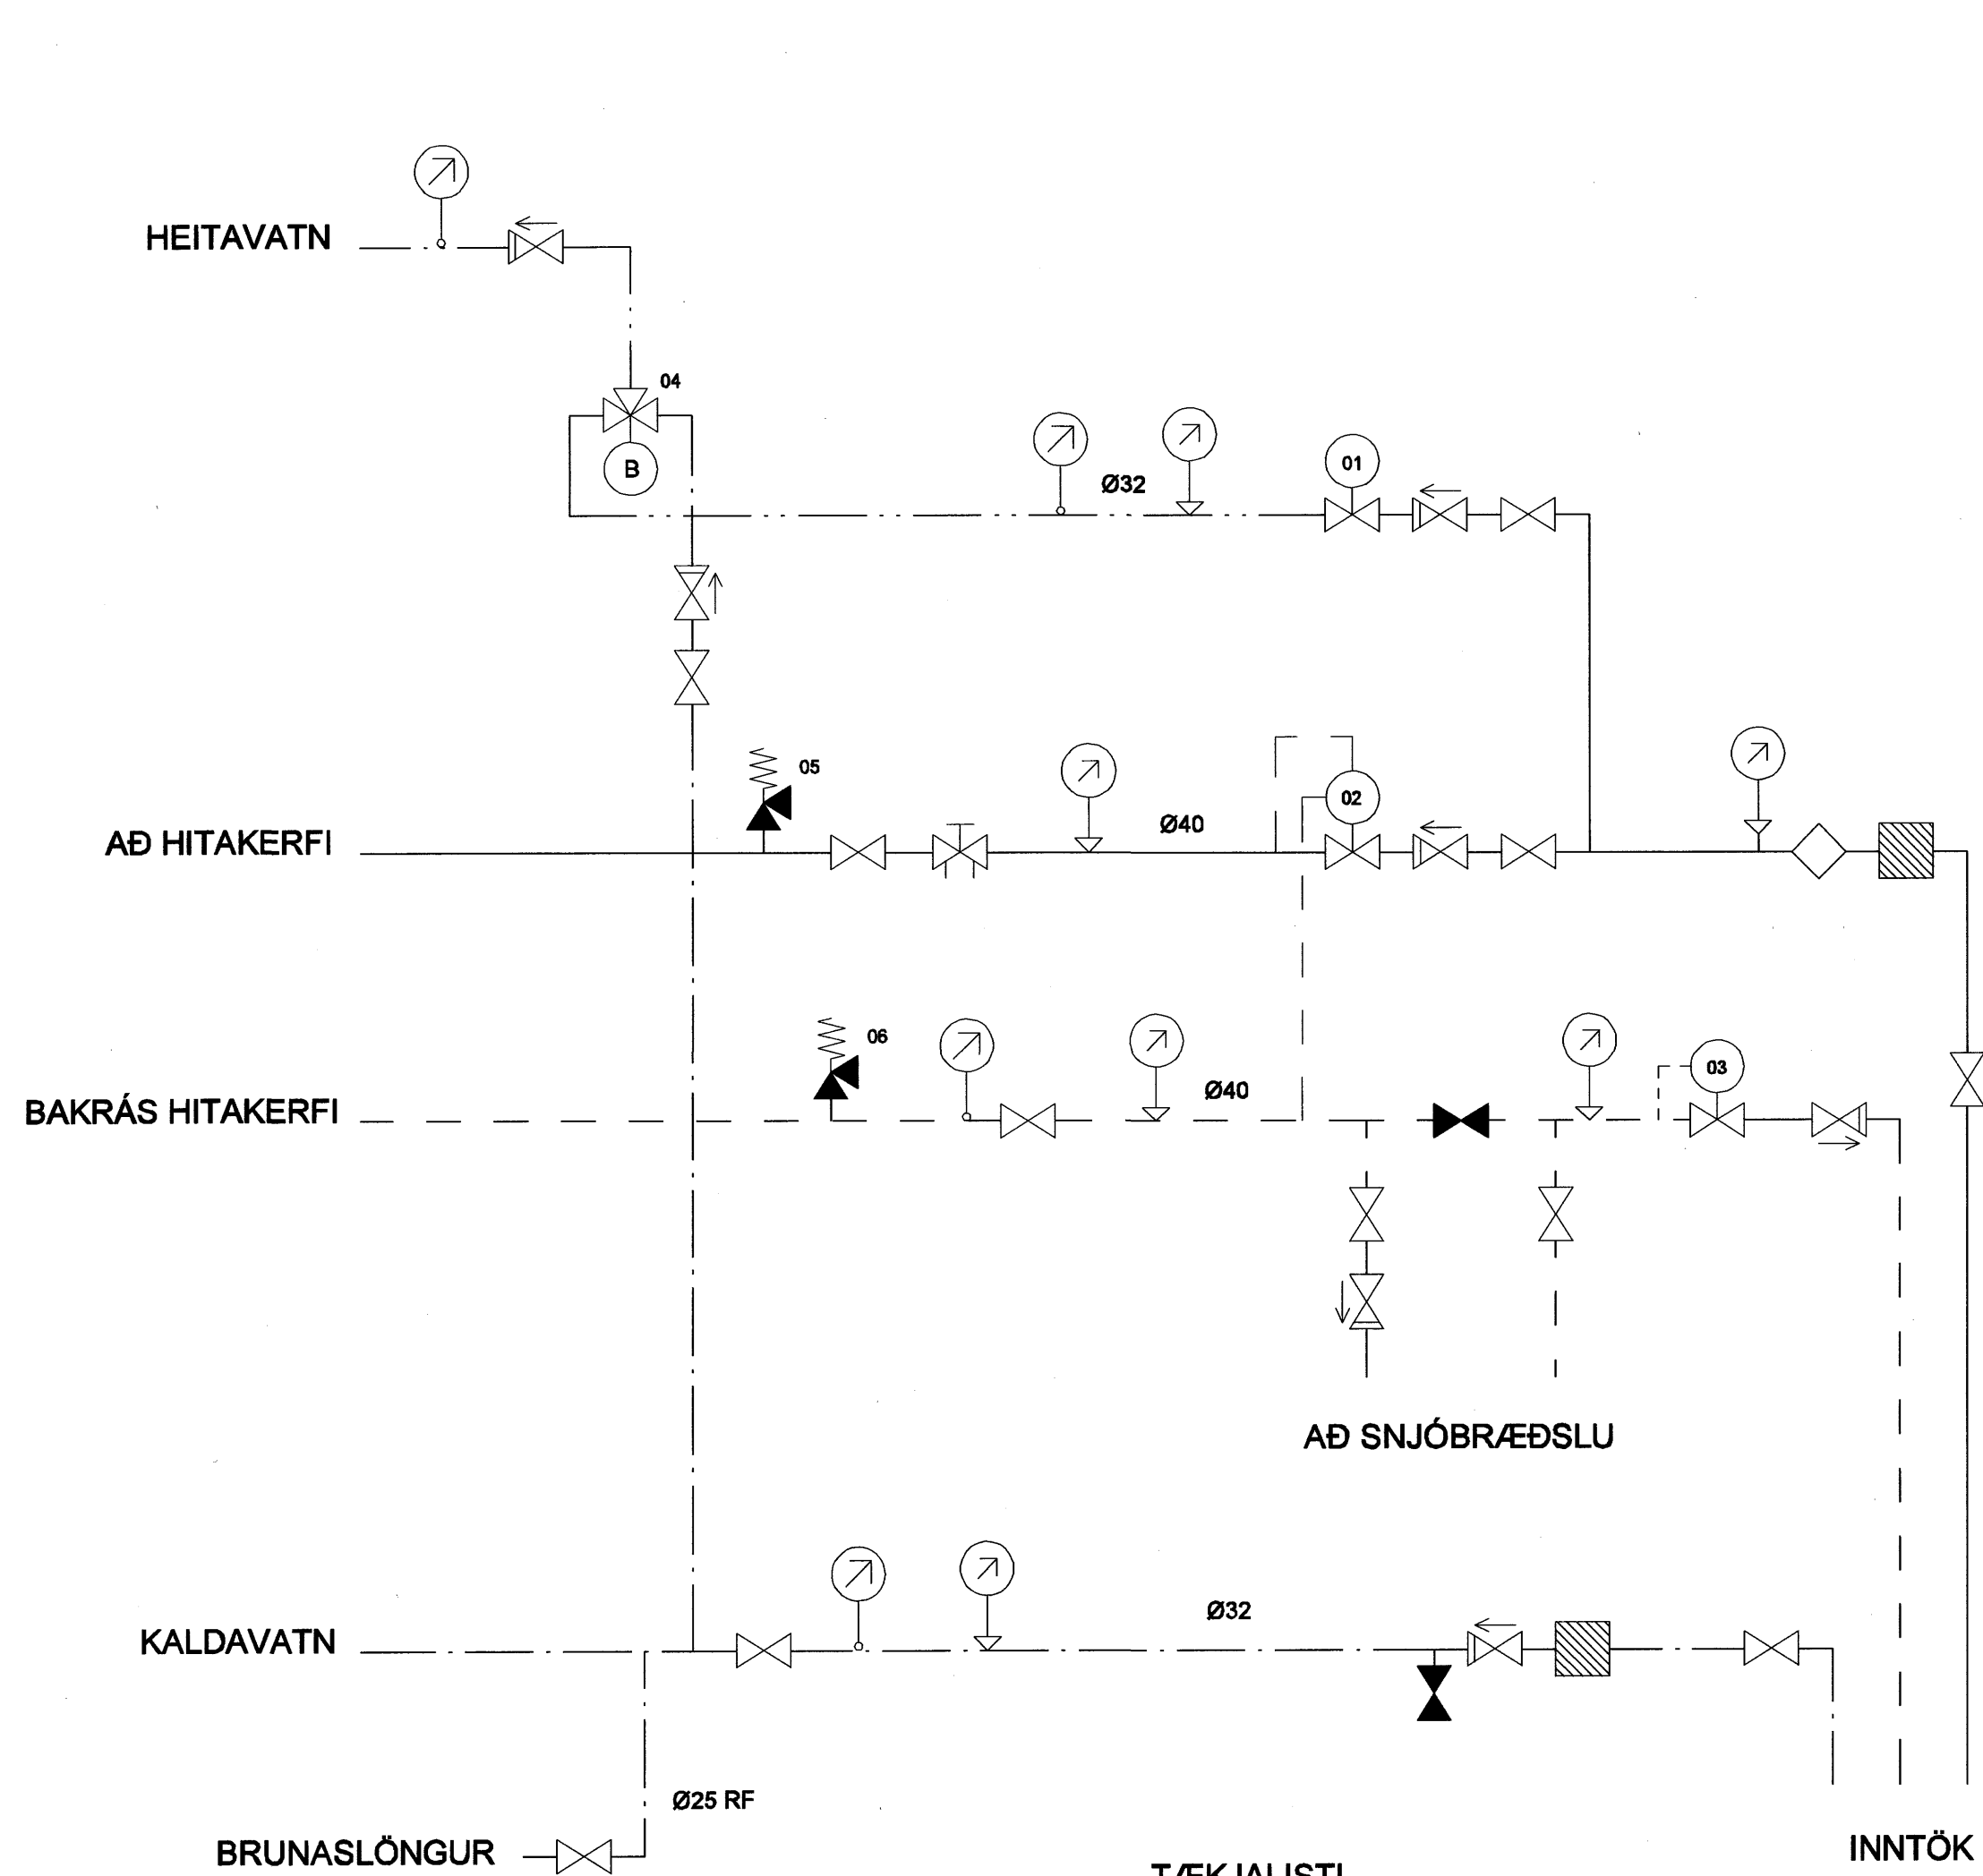 HEITAVATN
04
B
Ø32
01
05
AÐ HITAKERFI
Ø40
02
06
BAKRÁS HITAKERFI
Ø40
03
AÐ SNJÓBRÆÐSLU
KALDAVATN
Ø32
Ø25 RF
BRUNASLÖNGUR
INNTÖK
TÆKJALISTI